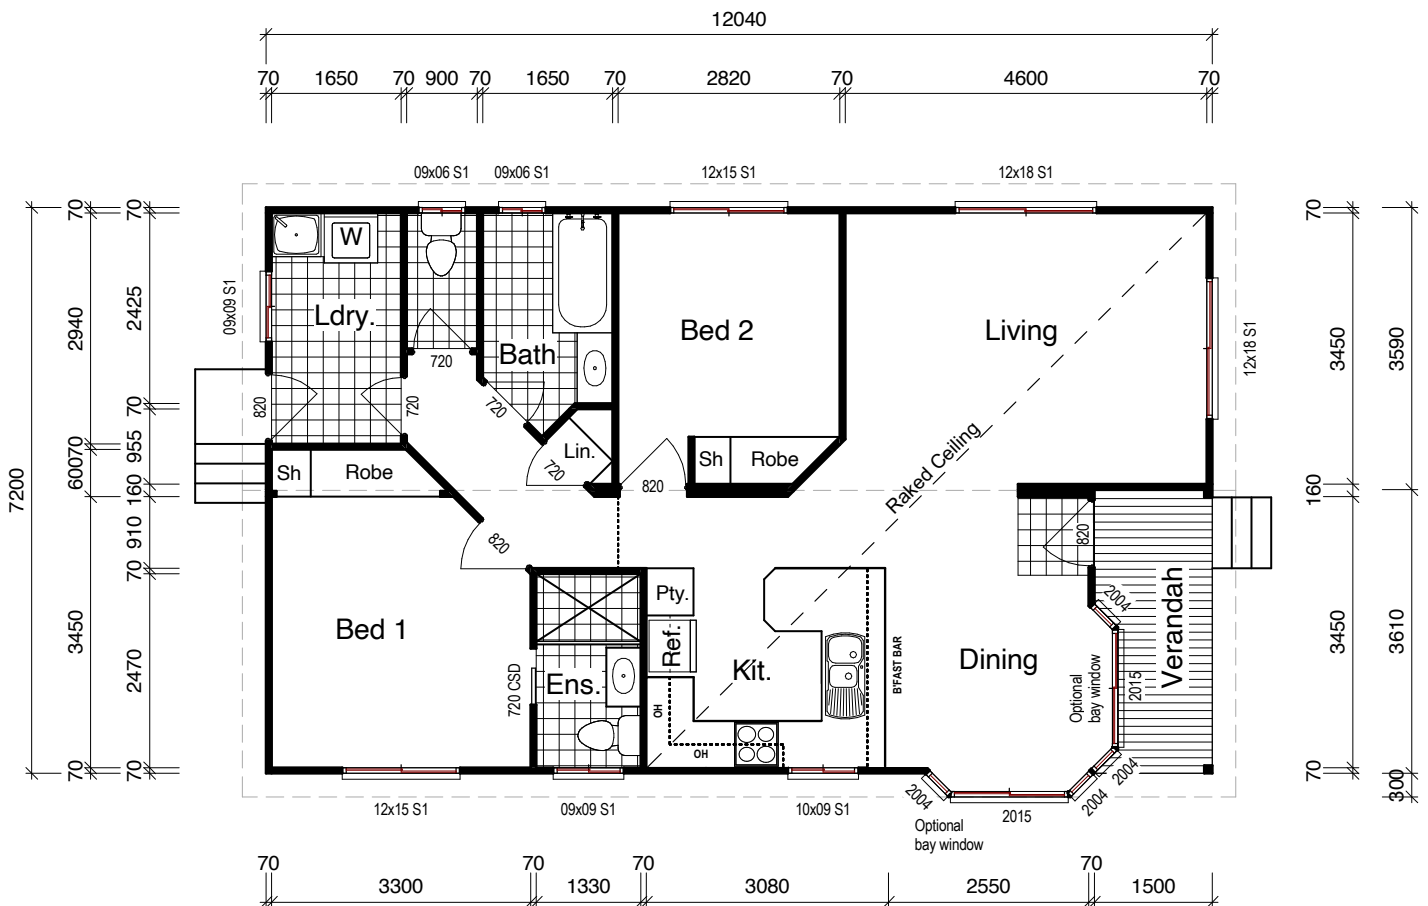 12040
70 1650 70 900 70 1650 70 2820 70 4600 70
09x06 S1 09x06 S1 12x15 S1 12x18 S1
70 70
2940 2425
09x09 S1
W
Ldry.
Bath
Bed 2
Living
70
3450 3590
12x18 S1
720
820
720
720
70
70 955
600 160
7200
Sh Robe
Lin.
720
Sh Robe
820
Raked Ceiling
160
910
70
820
820
3450
2470
70 70
Bed 1
720 CSD
Ens.
Pty.
Ref.
Kit.
OH
OH
B'FAST BAR
Dining
Optional
bay window
2004
2015
2004
Verandah
3450 3610
70
300
12x15 S1 09x09 S1 10x09 S1
2004
2015
2004
Optional
bay window
70 3300 70 1330 70 3080 2550 70 1500